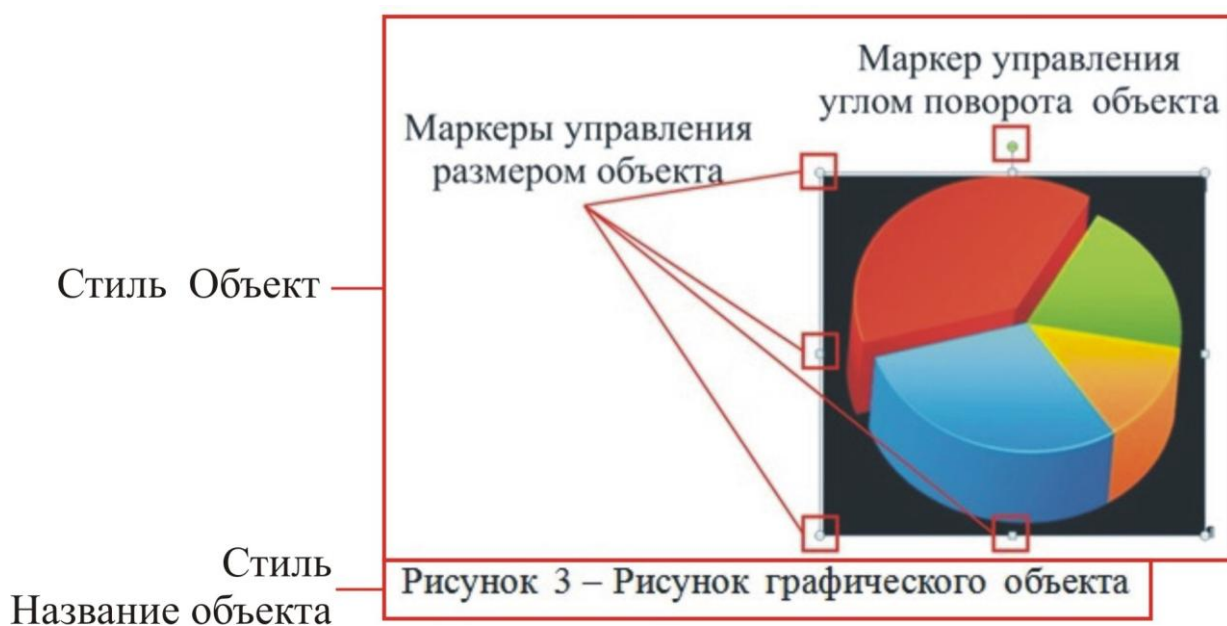 Маркер управления
углом поворота объекта
Маркеры управления
размером объекта
Стиль Объект
Стиль
Название объекта
Рисунок 3 – Рисунок графического объекта